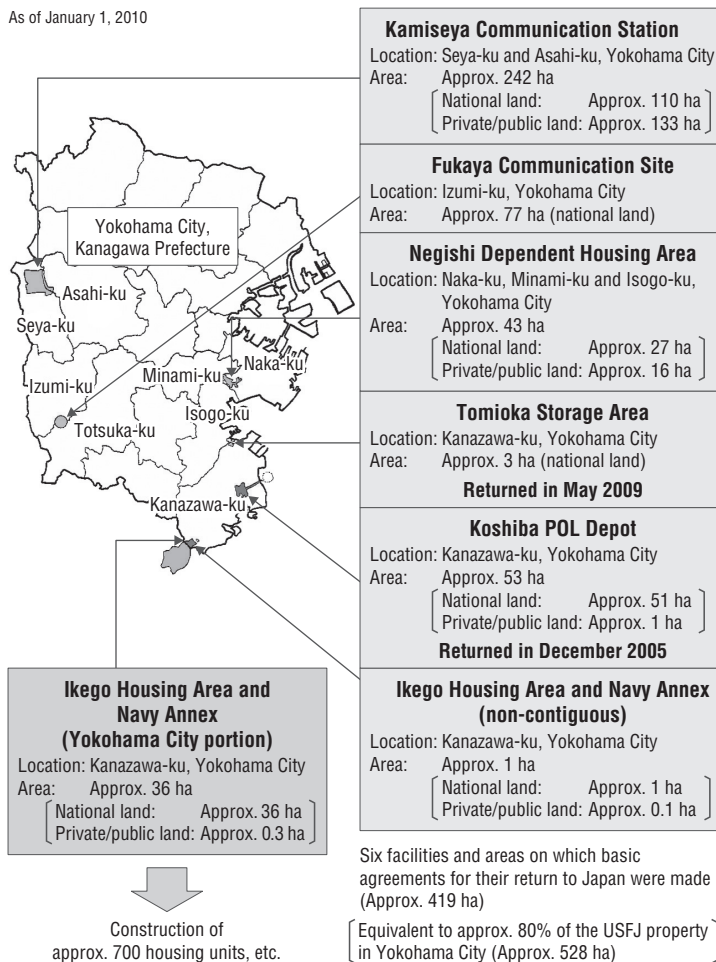 As of January 1, 2010
Kamiseya Communication Station
Location: Seya-ku and Asahi-ku, Yokohama City
Area: Approx. 242 ha
National land: Approx. 110 ha
Private/public land: Approx. 133 ha
Fukaya Communication Site
Location: Izumi-ku, Yokohama City
Area: Approx. 77 ha (national land)
Negishi Dependent Housing Area
Location: Naka-ku, Minami-ku and Isogo-ku,
Yokohama City
Area: Approx. 43 ha
National land: Approx. 27 ha
Private/public land: Approx. 16 ha
Tomioka Storage Area
Location: Kanazawa-ku, Yokohama City
Area: Approx. 3 ha (national land)
Returned in May 2009
Koshiba POL Depot
Location: Kanazawa-ku, Yokohama City
Area: Approx. 53 ha
National land: Approx. 51 ha
Private/public land: Approx. 1 ha
Returned in December 2005
Ikego Housing Area and Navy Annex
(non-contiguous)
Location: Kanazawa-ku, Yokohama City
Area: Approx. 1 ha
National land: Approx. 1 ha
Private/public land: Approx. 0.1 ha
Yokohama City,
Kanagawa Prefecture
Asahi-ku
Seya-ku
Izumi-ku
Minami-ku
Naka-ku
Isogo-ku
Totsuka-ku
Kanazawa-ku
Ikego Housing Area and
Navy Annex
(Yokohama City portion)
Location: Kanazawa-ku, Yokohama City
Area: Approx. 36 ha
National land: Approx. 36 ha
Private/public land: Approx. 0.3 ha
Construction of
approx. 700 housing units, etc.
Six facilities and areas on which basic
agreements for their return to Japan were made
(Approx. 419 ha)
Equivalent to approx. 80% of the USFJ property
in Yokohama City (Approx. 528 ha)